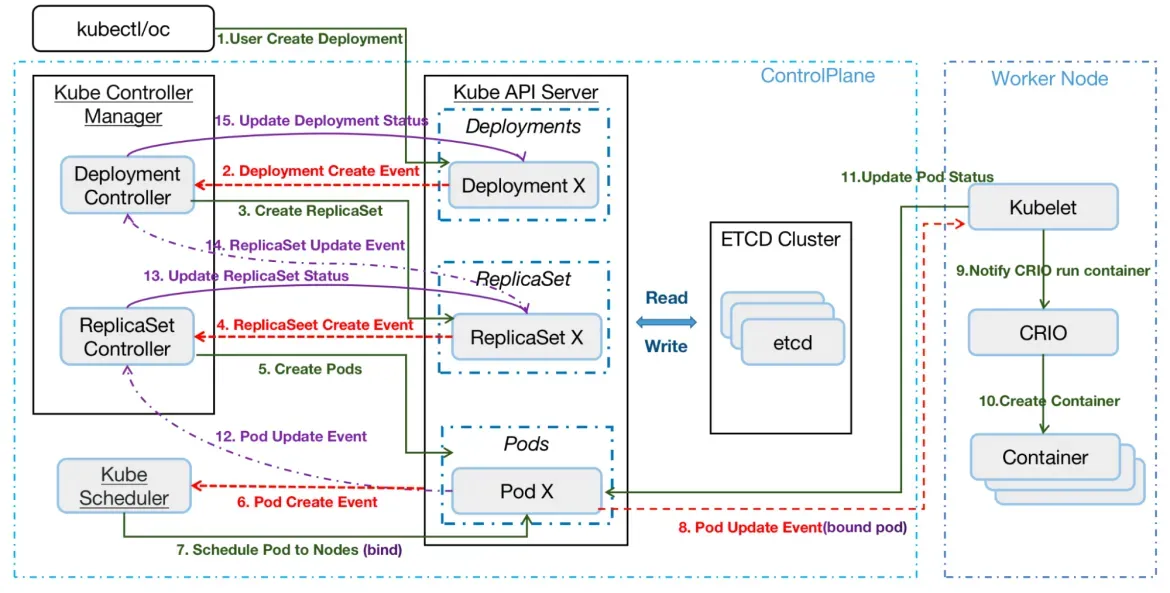 kubectl/oc
1.User Create Deployment
ControlPlane
Worker Node
Kube Controller
Manager
Kube API Server
15. Update Deployment Status
Deployments
Deployment
Controller
2. Deployment Create Event
Deployment X
11.Update Pod Status
3. Create ReplicaSet
Kubelet
14. ReplicaSet Update Event
ETCD Cluster
13. Update ReplicaSet Status
ReplicaSet
9.Notify CRIO run container
Read
Write
ReplicaSet
Controller
4. ReplicaSeet Create Event
ReplicaSet X
etcd
CRIO
5. Create Pods
10.Create Container
12. Pod Update Event
Pods
Container
Kube
Scheduler
6. Pod Create Event
Pod X
8. Pod Update Event(bound pod)
7. Schedule Pod to Nodes (bind)